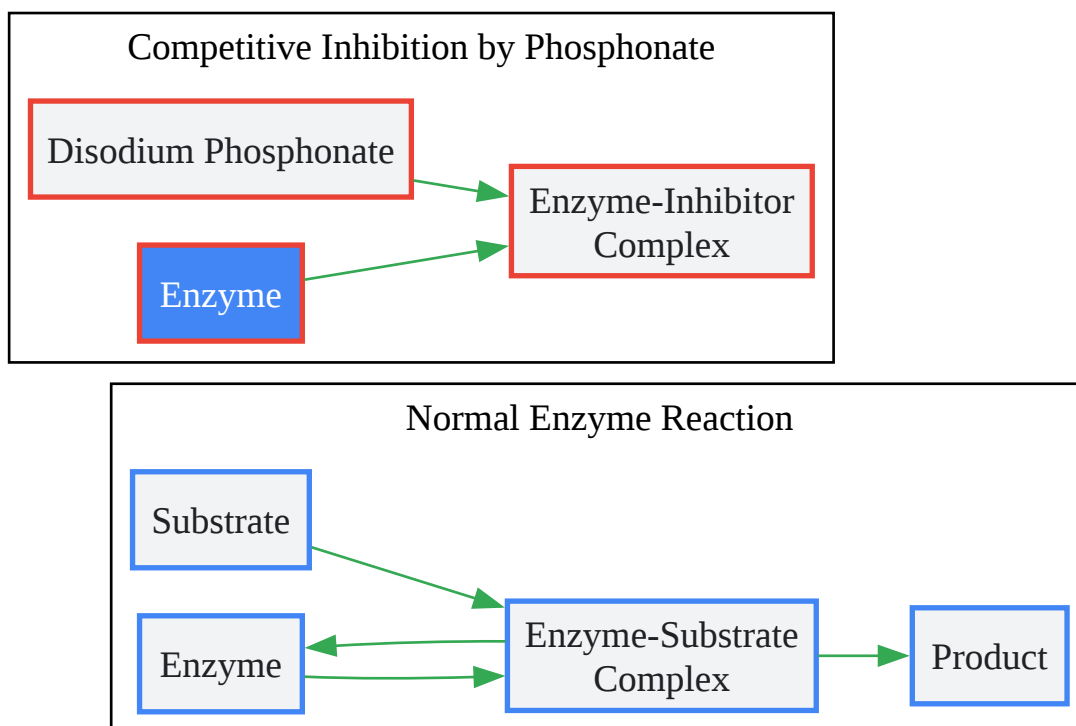 Competitive Inhibition by Phosphonate
Disodium Phosphonate
Enzyme-Inhibitor
Complex
Enzyme
Normal Enzyme Reaction
Substrate
Enzyme
Enzyme-Substrate
Complex
Product